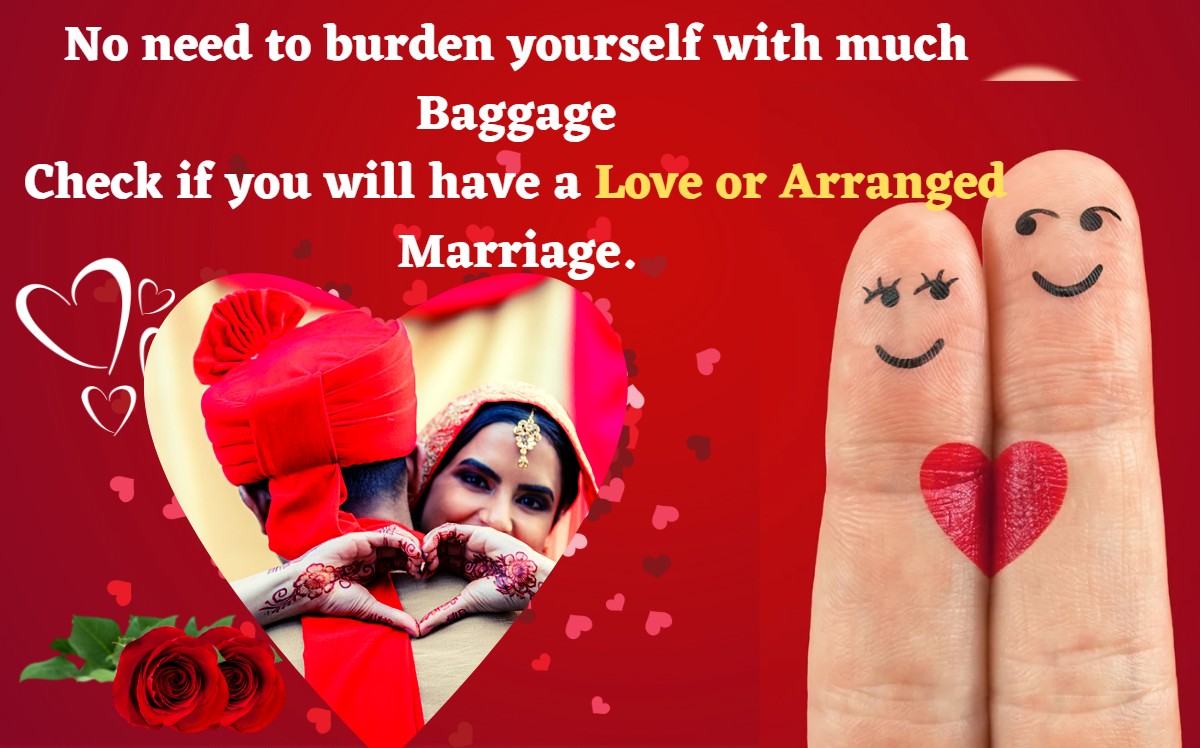 No need to burden yourself with much
Baggage
Check if you will have a Love or Arranged
Marriage.